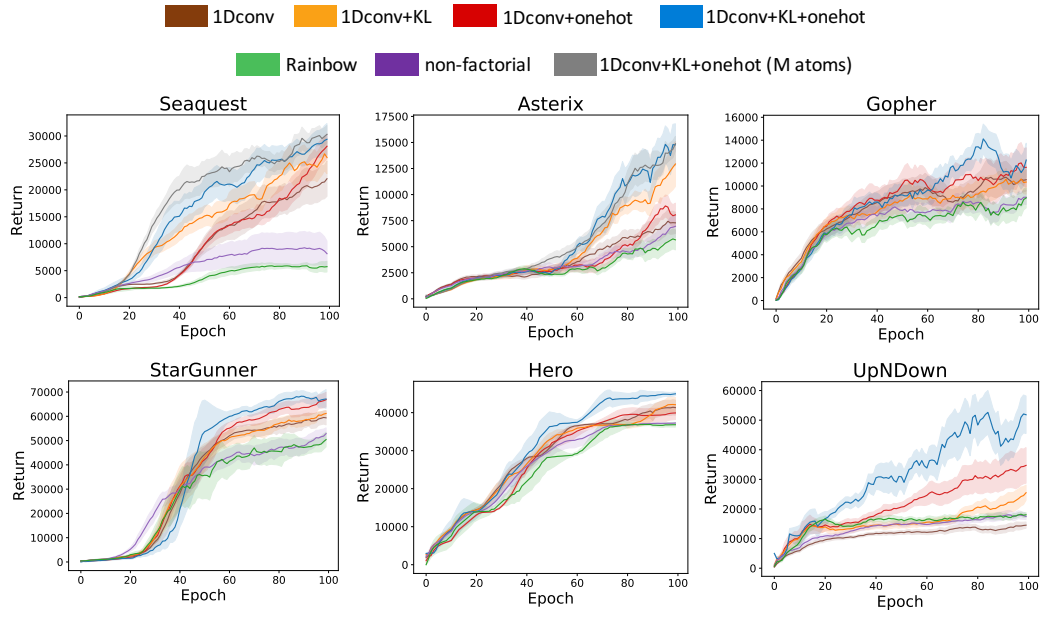 1Dconv 1Dconv+KL 1Dconv+onehot 1Dconv+KL+onehot
Rainbow non-factorial 1Dconv+KL+onehot (M atoms)
Seaquest
Return
30000
25000
20000
15000
10000
5000
0
0 20 40 60 80 100
Epoch
Asterix
Return
17500
15000
12500
10000
7500
5000
2500
0
0 20 40 60 80 100
Epoch
Gopher
Return
16000
14000
12000
10000
8000
6000
4000
2000
0
0 20 40 60 80 100
Epoch
StarGunner
Return
70000
60000
50000
40000
30000
20000
10000
0
0 20 40 60 80 100
Epoch
Hero
Return
40000
30000
20000
10000
0
0 20 40 60 80 100
Epoch
UpNDown
Return
60000
50000
40000
30000
20000
10000
0
0 20 40 60 80 100
Epoch